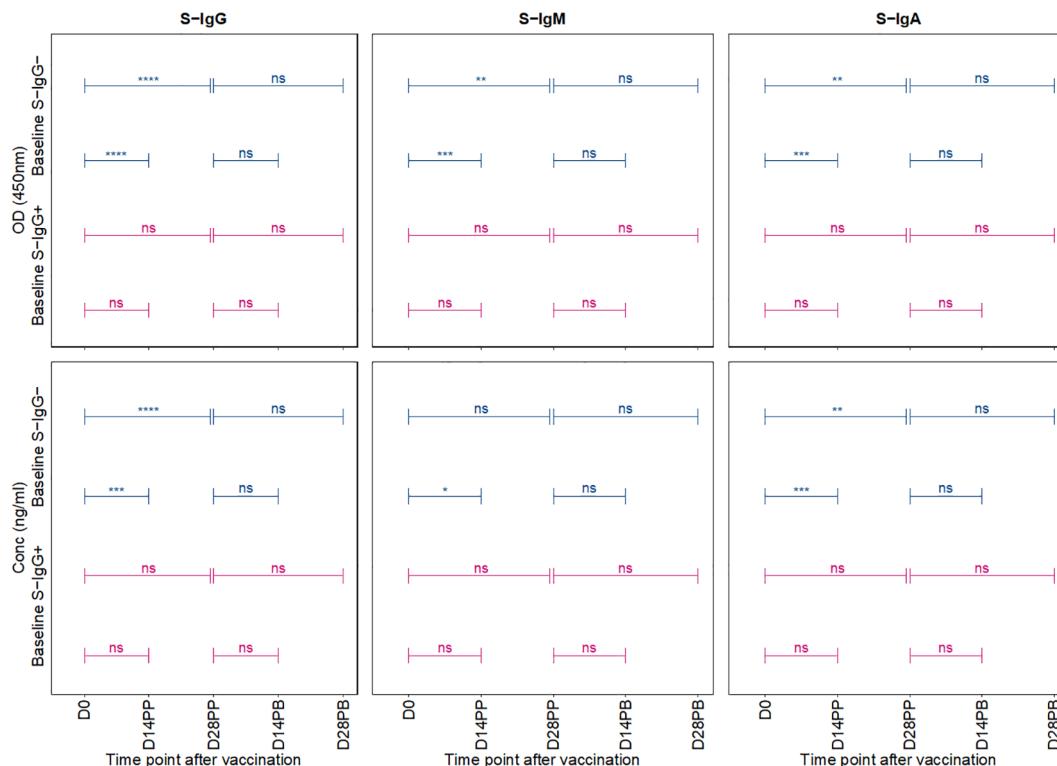 S−IgG S−IgM S−IgA
OD (450nm)
Baseline S−IgG−
Baseline S−IgG+
**** ns ** ns ** ns
**** ns *** ns *** ns
ns ns ns ns ns ns
ns ns ns ns ns ns
Conc (ng/ml)
Baseline S−IgG−
Baseline S−IgG+
**** ns ns ns ** ns
*** ns * ns *** ns
ns ns ns ns ns ns
ns ns ns ns ns ns
D0 D14PP D28PP D14PB D28PB D0 D14PP D28PP D14PB D28PB D0 D14PP D28PP D14PB D28PB
Time point after vaccination Time point after vaccination Time point after vaccination